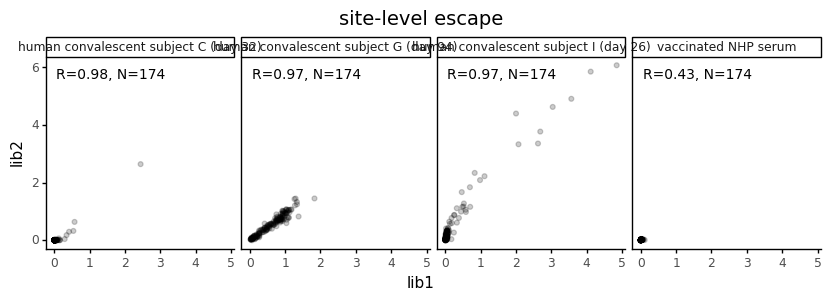 site-level escape
human convalescent subject C (day 32) human convalescent subject G (day 94) human convalescent subject I (day 26) vaccinated NHP serum
R=0.98, N=174 R=0.97, N=174 R=0.97, N=174 R=0.43, N=174
6
4
2
0
lib2
0 1 2 3 4 5 0 1 2 3 4 5 0 1 2 3 4 5 0 1 2 3 4 5
lib1